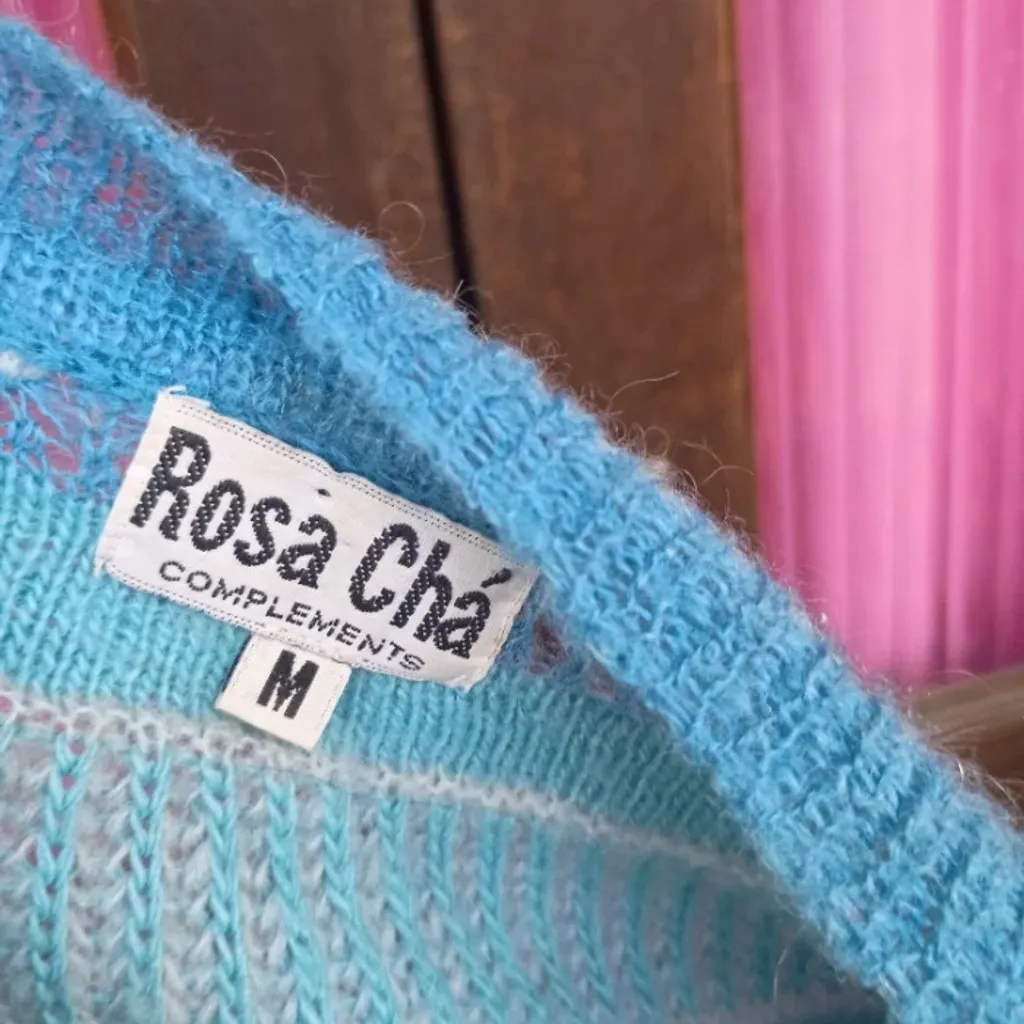 Rosa Chá
COMPLEMENTS
M